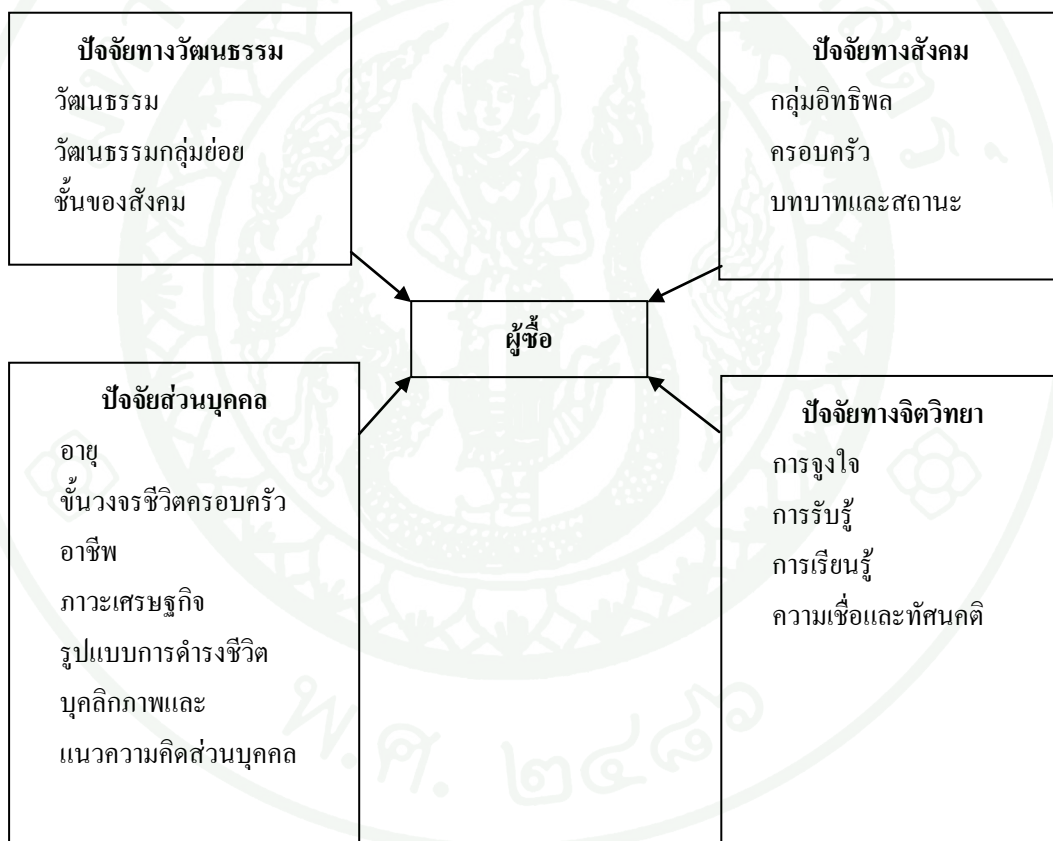 ปัจจัยทางวัฒนธรรม
วัฒนธรรม
วัฒนธรรมกลุ่มย่อย
ชั้นของสังคม
ปัจจัยทางสังคม
กลุ่มอิทธิพล
ครอบครัว
บทบาทและสถานะ
ผู้ซื้อ
ปัจจัยส่วนบุคคล
อายุ
ขั้นวงจรชีวิตครอบครัว
อาชีพ
ภาวะเศรษฐกิจ
รูปแบบการดำรงชีวิต
บุคลิกภาพและ
แนวความคิดส่วนบุคคล
ปัจจัยทางจิตวิทยา
การจูงใจ
การรับรู้
การเรียนรู้
ความเชื่อและทัศนคติ
พ.ศ. ๒๔๘๖